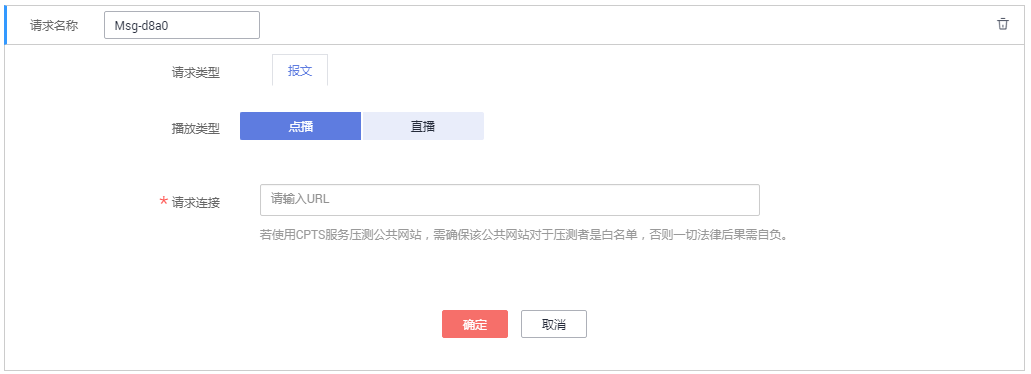 请求名称 Msg-d8a0
请求类型 报文
播放类型 点播 直播
* 请求连接 请输入URL
若使用CPTS服务压测公共网站，需确保该公共网站对于压测者是白名单，否则一切法律后果需自负。
确定 取消